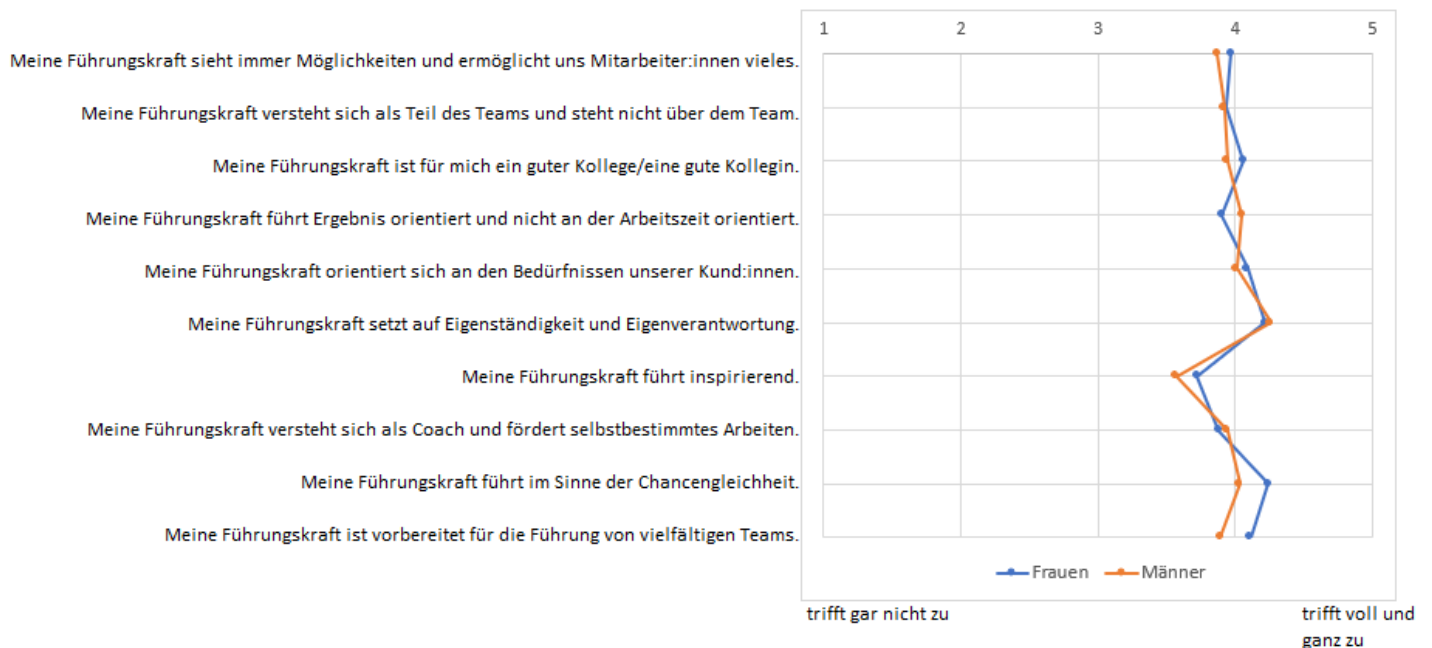 1 2 3 4 5
Meine Führungskraft sieht immer Möglichkeiten und ermöglicht uns Mitarbeiter:innen vieles.
Meine Führungskraft versteht sich als Teil des Teams und steht nicht über dem Team.
Meine Führungskraft ist für mich ein guter Kollege/eine gute Kollegin.
Meine Führungskraft führt Ergebnis orientiert und nicht an der Arbeitszeit orientiert.
Meine Führungskraft orientiert sich an den Bedürfnissen unserer Kund:innen.
Meine Führungskraft setzt auf Eigenständigkeit und Eigenverantwortung.
Meine Führungskraft führt inspirierend.
Meine Führungskraft versteht sich als Coach und fördert selbstbestimmtes Arbeiten.
Meine Führungskraft führt im Sinne der Chancengleichheit.
Meine Führungskraft ist vorbereitet für die Führung von vielfältigen Teams.
Frauen Männer
trifft gar nicht zu
trifft voll und
ganz zu